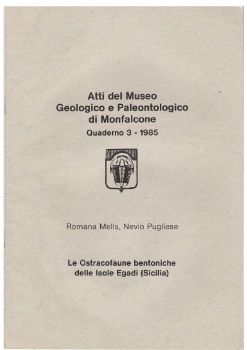 Atti del Museo
Geologico e Paleontologico
di Monfalcone
Quaderno 3 - 1985
Romana Melis, Nevio Pugliese
Le Ostracofaune bentoniche
delle Isole Egadi (Sicilia)